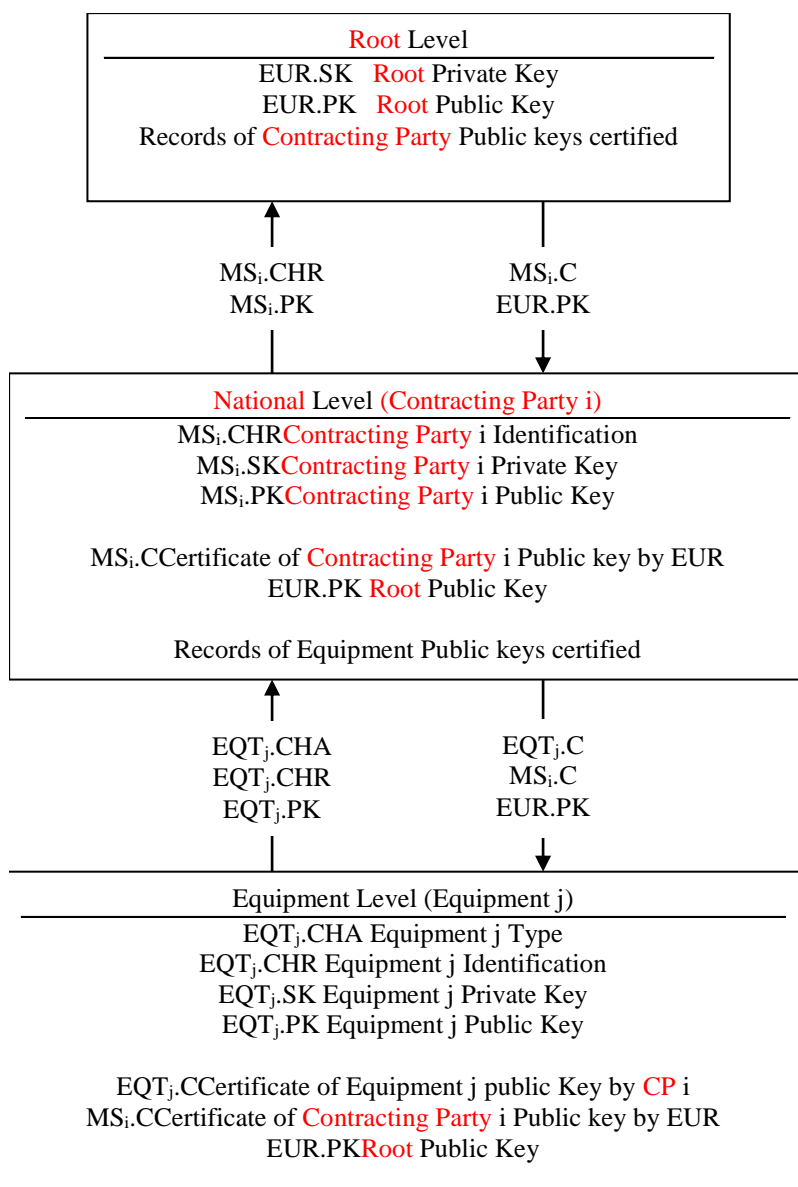 Root Level
EUR.SK Root Private Key
EUR.PK Root Public Key
Records of Contracting Party Public keys certified
MSi.CHR
MSi.PK
MSi.C
EUR.PK
National Level (Contracting Party i)
MSi.CHRContracting Party i Identification
MSi.SKContracting Party i Private Key
MSi.PKContracting Party i Public Key
MSi.CCertificate of Contracting Party i Public key by EUR
EUR.PK Root Public Key
Records of Equipment Public keys certified
EQTj.CHA
EQTj.CHR
EQTj.PK
EQTj.C
MSi.C
EUR.PK
Equipment Level (Equipment j)
EQTj.CHA Equipment j Type
EQTj.CHR Equipment j Identification
EQTj.SK Equipment j Private Key
EQTj.PK Equipment j Public Key
EQTj.CCertificate of Equipment j public Key by CP i
MSi.CCertificate of Contracting Party i Public key by EUR
EUR.PKRoot Public Key